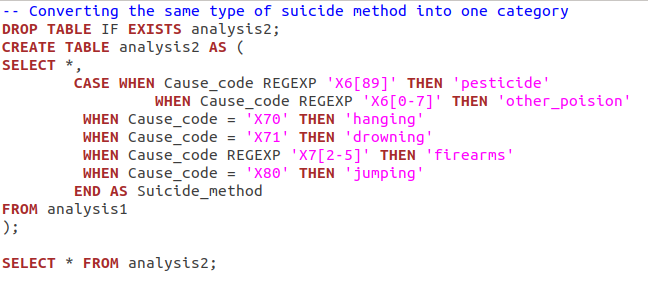 -- Converting the same type of suicide method into one category
DROP TABLE IF EXISTS analysis2;
CREATE TABLE analysis2 AS (
SELECT *,
CASE WHEN Cause_code REGEXP 'X6[89]' THEN 'pesticide'
WHEN Cause_code REGEXP 'X6[0-7]' THEN 'other_poision'
WHEN Cause_code = 'X70' THEN 'hanging'
WHEN Cause_code = 'X71' THEN 'drowning'
WHEN Cause_code REGEXP 'X7[2-5]' THEN 'firearms'
WHEN Cause_code = 'X80' THEN 'jumping'
END AS Suicide_method
FROM analysis1
);
SELECT * FROM analysis2;